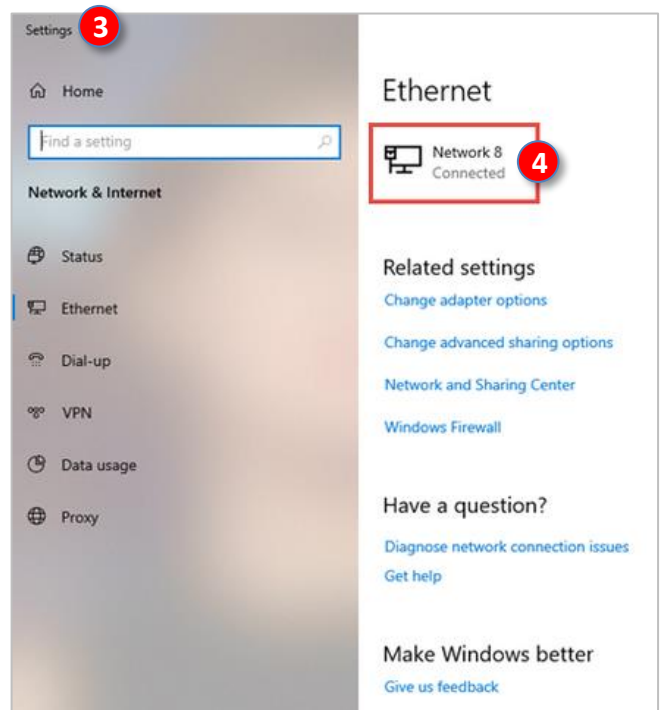 Settings
3
Home
Find a setting
Network & Internet
Status
Ethernet
Dial-up
VPN
Data usage
Proxy
Ethernet
Network 8
Connected
4
Related settings
Change adapter options
Change advanced sharing options
Network and Sharing Center
Windows Firewall
Have a question?
Diagnose network connection issues
Get help
Make Windows better
Give us feedback